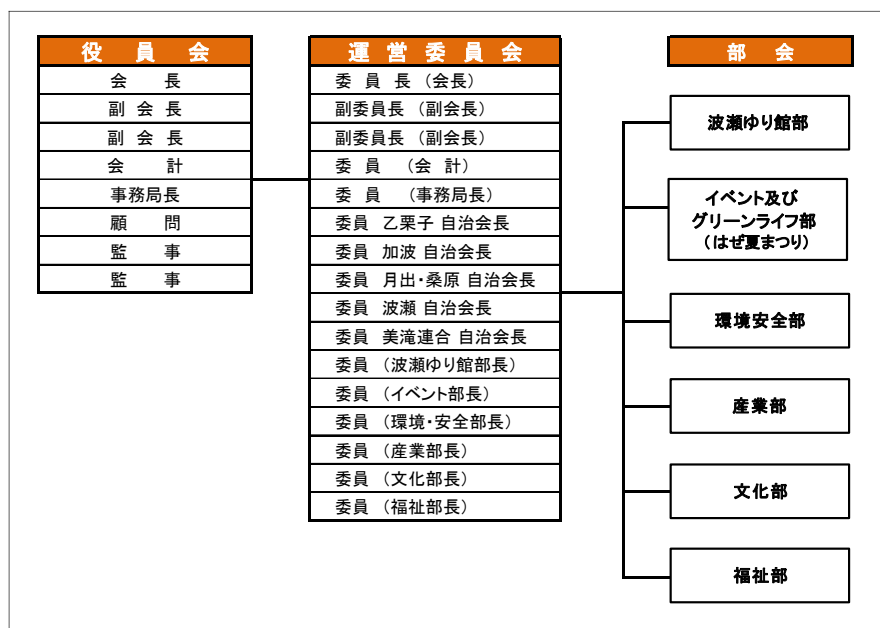 役員会
会長
副会長
副会長
会計
事務局長
顧問
監事
監事
運営委員会
委員長（会長）
副委員長（副会長）
副委員長（副会長）
委員（会計）
委員（事務局長）
委員 乙栗子 自治会長
委員 加波 自治会長
委員 月出・桑原 自治会長
委員 波瀬 自治会長
委員 美滝連合 自治会長
委員（波瀬ゆり館部長）
委員（イベント部長）
委員（環境・安全部長）
委員（産業部長）
委員（文化部長）
委員（福祉部長）
部会
波瀬ゆり館部
イベント及び
グリーンライフ部
（はぜ夏まつり）
環境安全部
産業部
文化部
福祉部